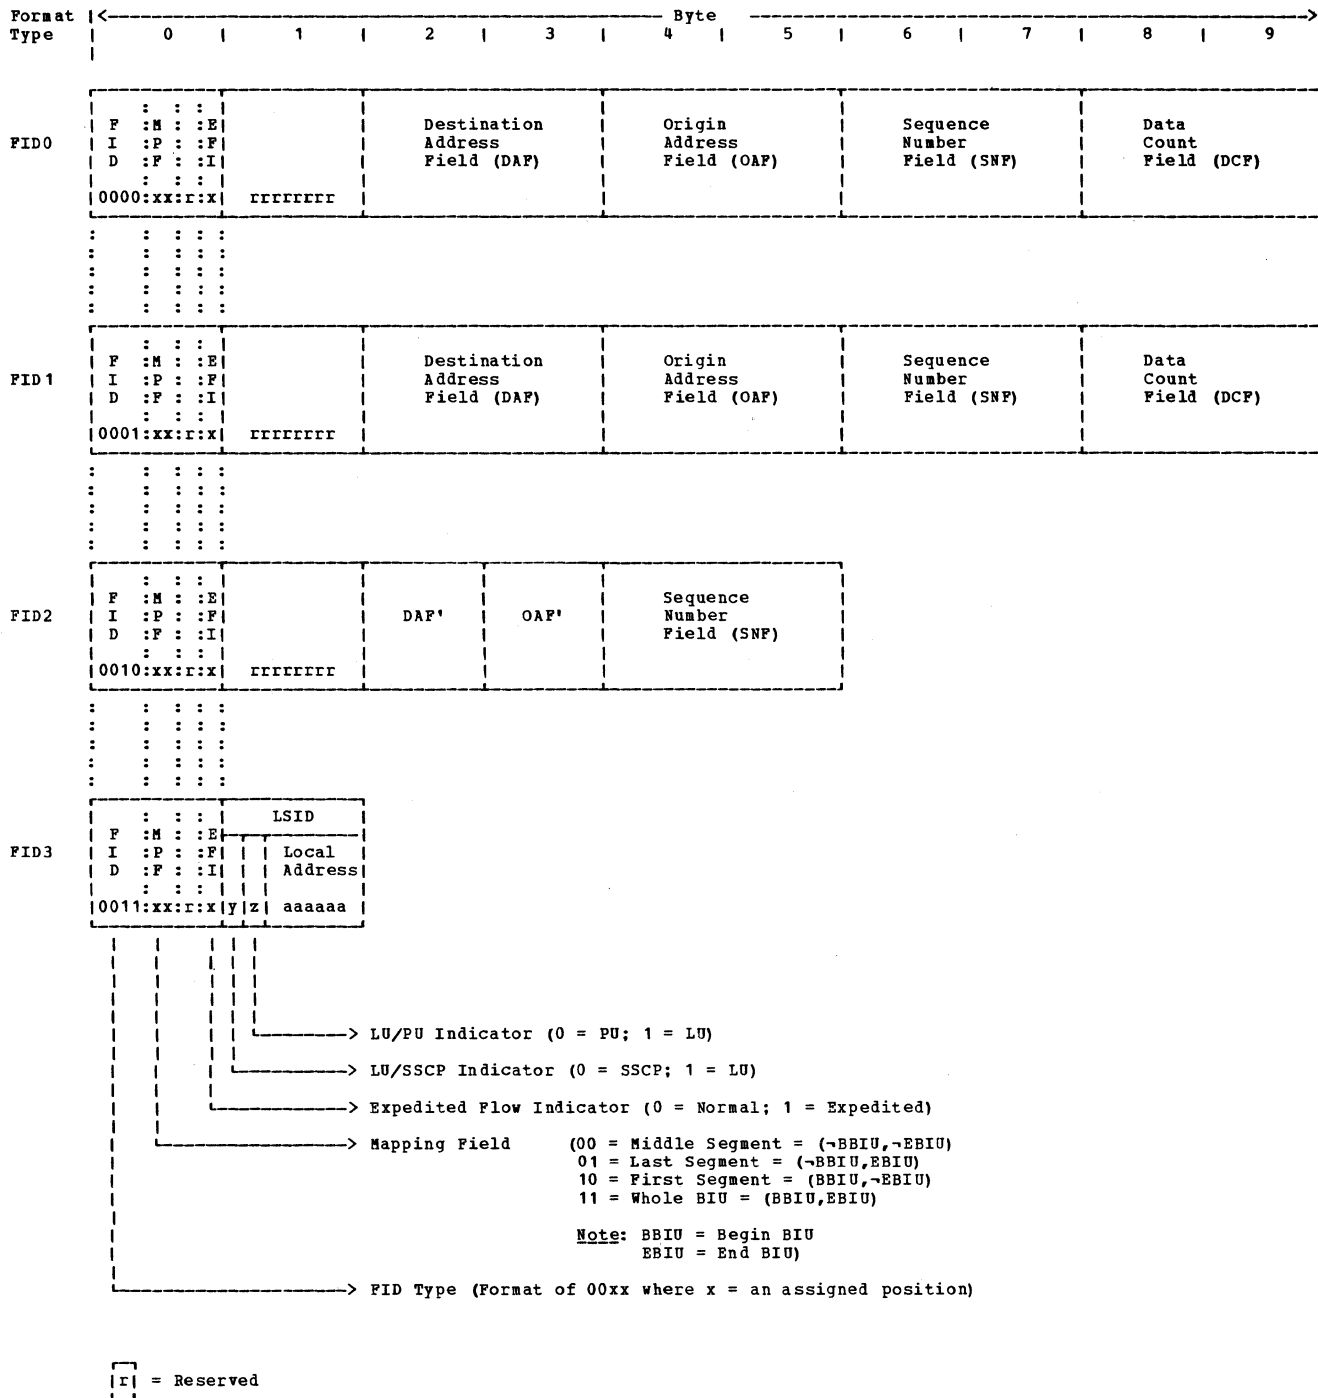 Format |<---- Byte ---->
Type | 0 | 1 | 2 | 3 | 4 | 5 | 6 | 7 | 8 | 9
F :M : :E| Destination Origin Sequence Data
FID0 I :P : :F| Address Address Number Count
D :F : :I| Field (DAF) Field (OAF) Field (SNF) Field (DCF)
0000:xx:r:x| rrrrrrrr
F :M : :E| Destination Origin Sequence Data
FID1 I :P : :F| Address Address Number Count
D :F : :I| Field (DAF) Field (OAF) Field (SNF) Field (DCF)
0001:xx:r:x| rrrrrrrr
F :M : :E| Sequence
FID2 I :P : :F| DAF' OAF' Number
D :F : :I| Field (SNF)
0010:xx:r:x| rrrrrrrr
LSID
F :M : :E
FID3 I :P : :F| Local
D :F : :I| Address
0011:xx:r:x|y|z| aaaaaa
> LU/PU Indicator (0 = PU; 1 = LU)
> LU/SSCP Indicator (0 = SSCP; 1 = LU)
> Expedited Flow Indicator (0 = Normal; 1 = Expedited)
> Mapping Field (00 = Middle Segment = (¬BBIU,¬EBIU)
01 = Last Segment = (¬BBIU,EBIU)
10 = First Segment = (BBIU,¬EBIU)
11 = Whole BIU = (BBIU,EBIU)
Note: BBIU = Begin BIU
EBIU = End BIU)
> FID Type (Format of 00xx where x = an assigned position)
|r| = Reserved